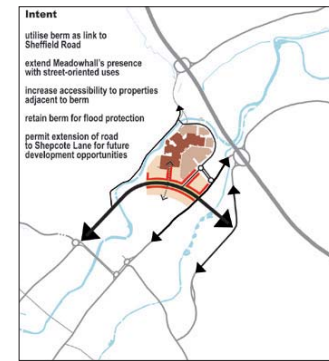 Intent
utilise berm as link to
Sheffield Road
extend Meadowhall's presence
with street-oriented uses
increase accessibility to properties
adjacent to berm
retain berm for flood protection
permit extension of road
to Shepcote Lane for future
development opportunities